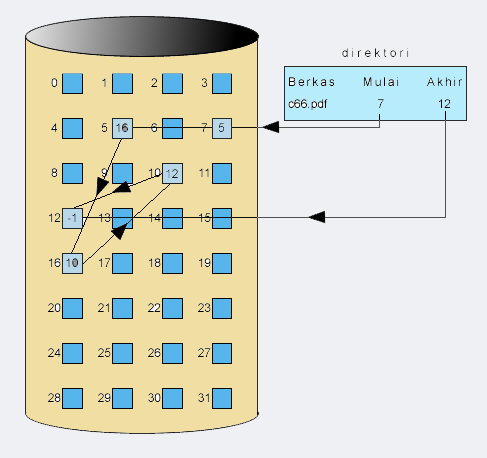 direktori
Berkas Mulai Akhir
c66.pdf 7 12
0 1 2 3
4 5 16 6 7 5
8 9 10 12 11
12 -1 13 14 15
16 10 17 18 19
20 21 22 23
24 25 26 27
28 29 30 31